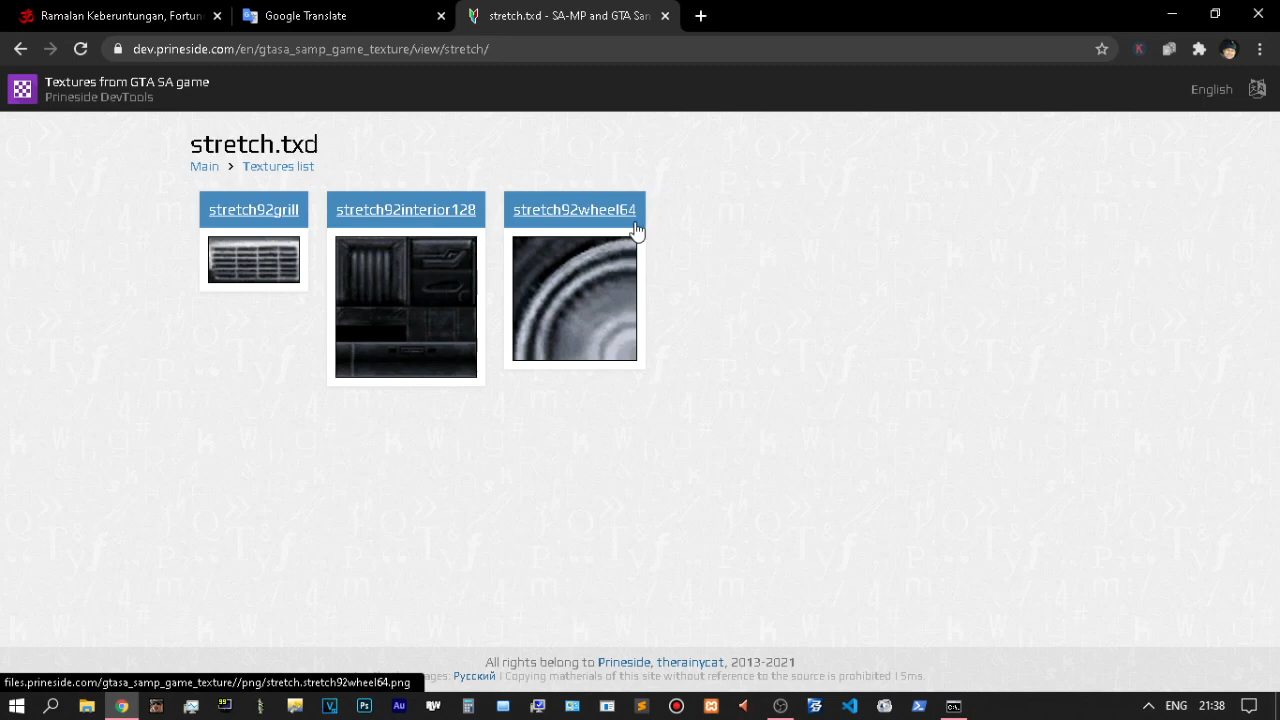 Ramalan Keberuntungan, Fortun
Google Translate
stretch.txd - SA-MP and GTA San
dev.prineside.com/en/gtasa_samp_game_texture/view/stretch/
Textures from GTA SA game
Prineside DevTools
English
stretch.txd
Main > Textures list
stretch92grill
stretch92interior128
stretch92wheel64
All rights belong to Prineside, therainycat, 2013-2021
ages: Русский | Copying matherials of this site without reference to the source is prohibited | 5ms.
files.prineside.com/gtasa_samp_game_texture//png/stretch.stretch92wheel64.png
ENG
21:38